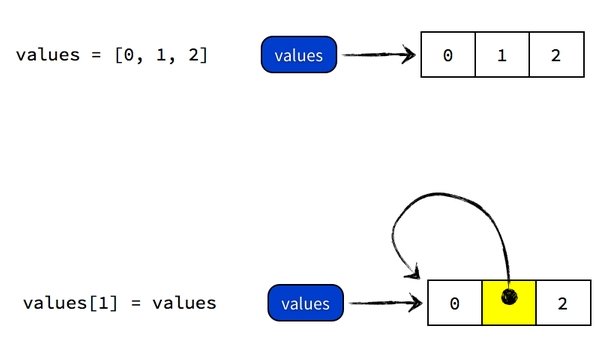 values = [0, 1, 2] values 0 1 2
values[1] = values values 0 2